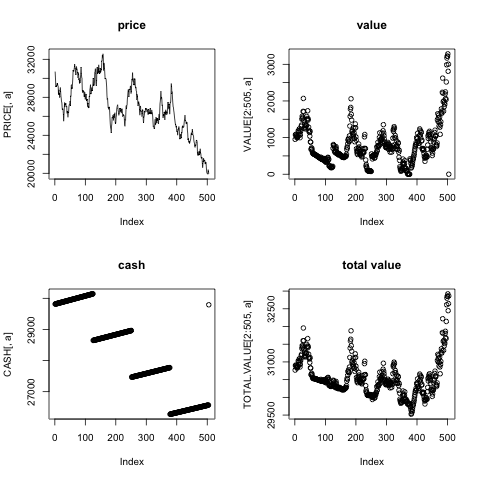 price
PRICE[, a]
20000 24000 28000 32000
0 100 200 300 400 500
Index
value
VALUE[2:505, a]
0 1000 2000 3000
0 100 200 300 400 500
Index
cash
CASH[, a]
27000 29000
0 100 200 300 400 500
Index
total value
TOTAL.VALUE[2:505, a]
29500 31000 32500
0 100 200 300 400 500
Index